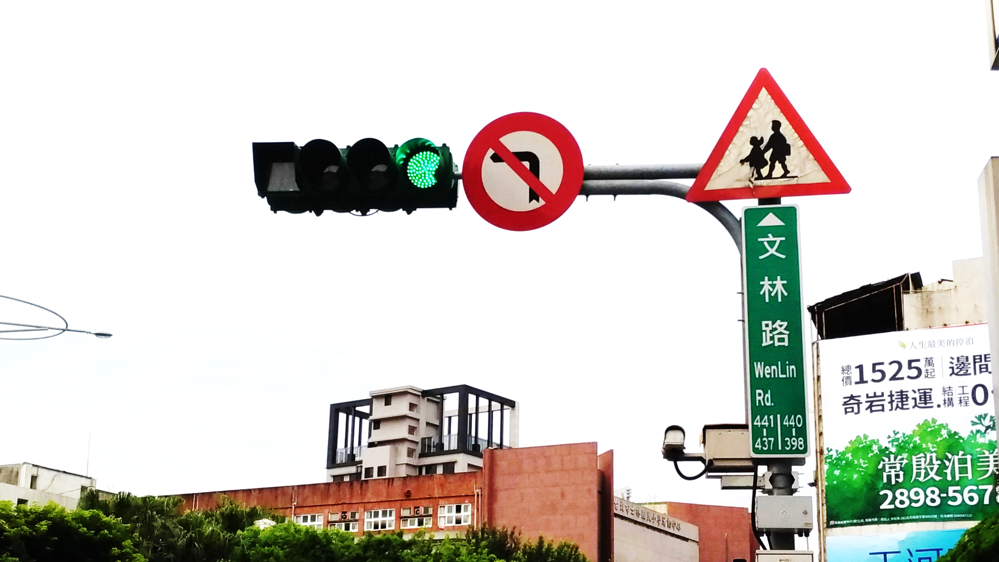 文林路
WenLin
Rd.
441 440
437 398
人生最美的停泊
總價1525萬起 邊間
奇岩捷運.結構工程0
常殷泊美
2898-567